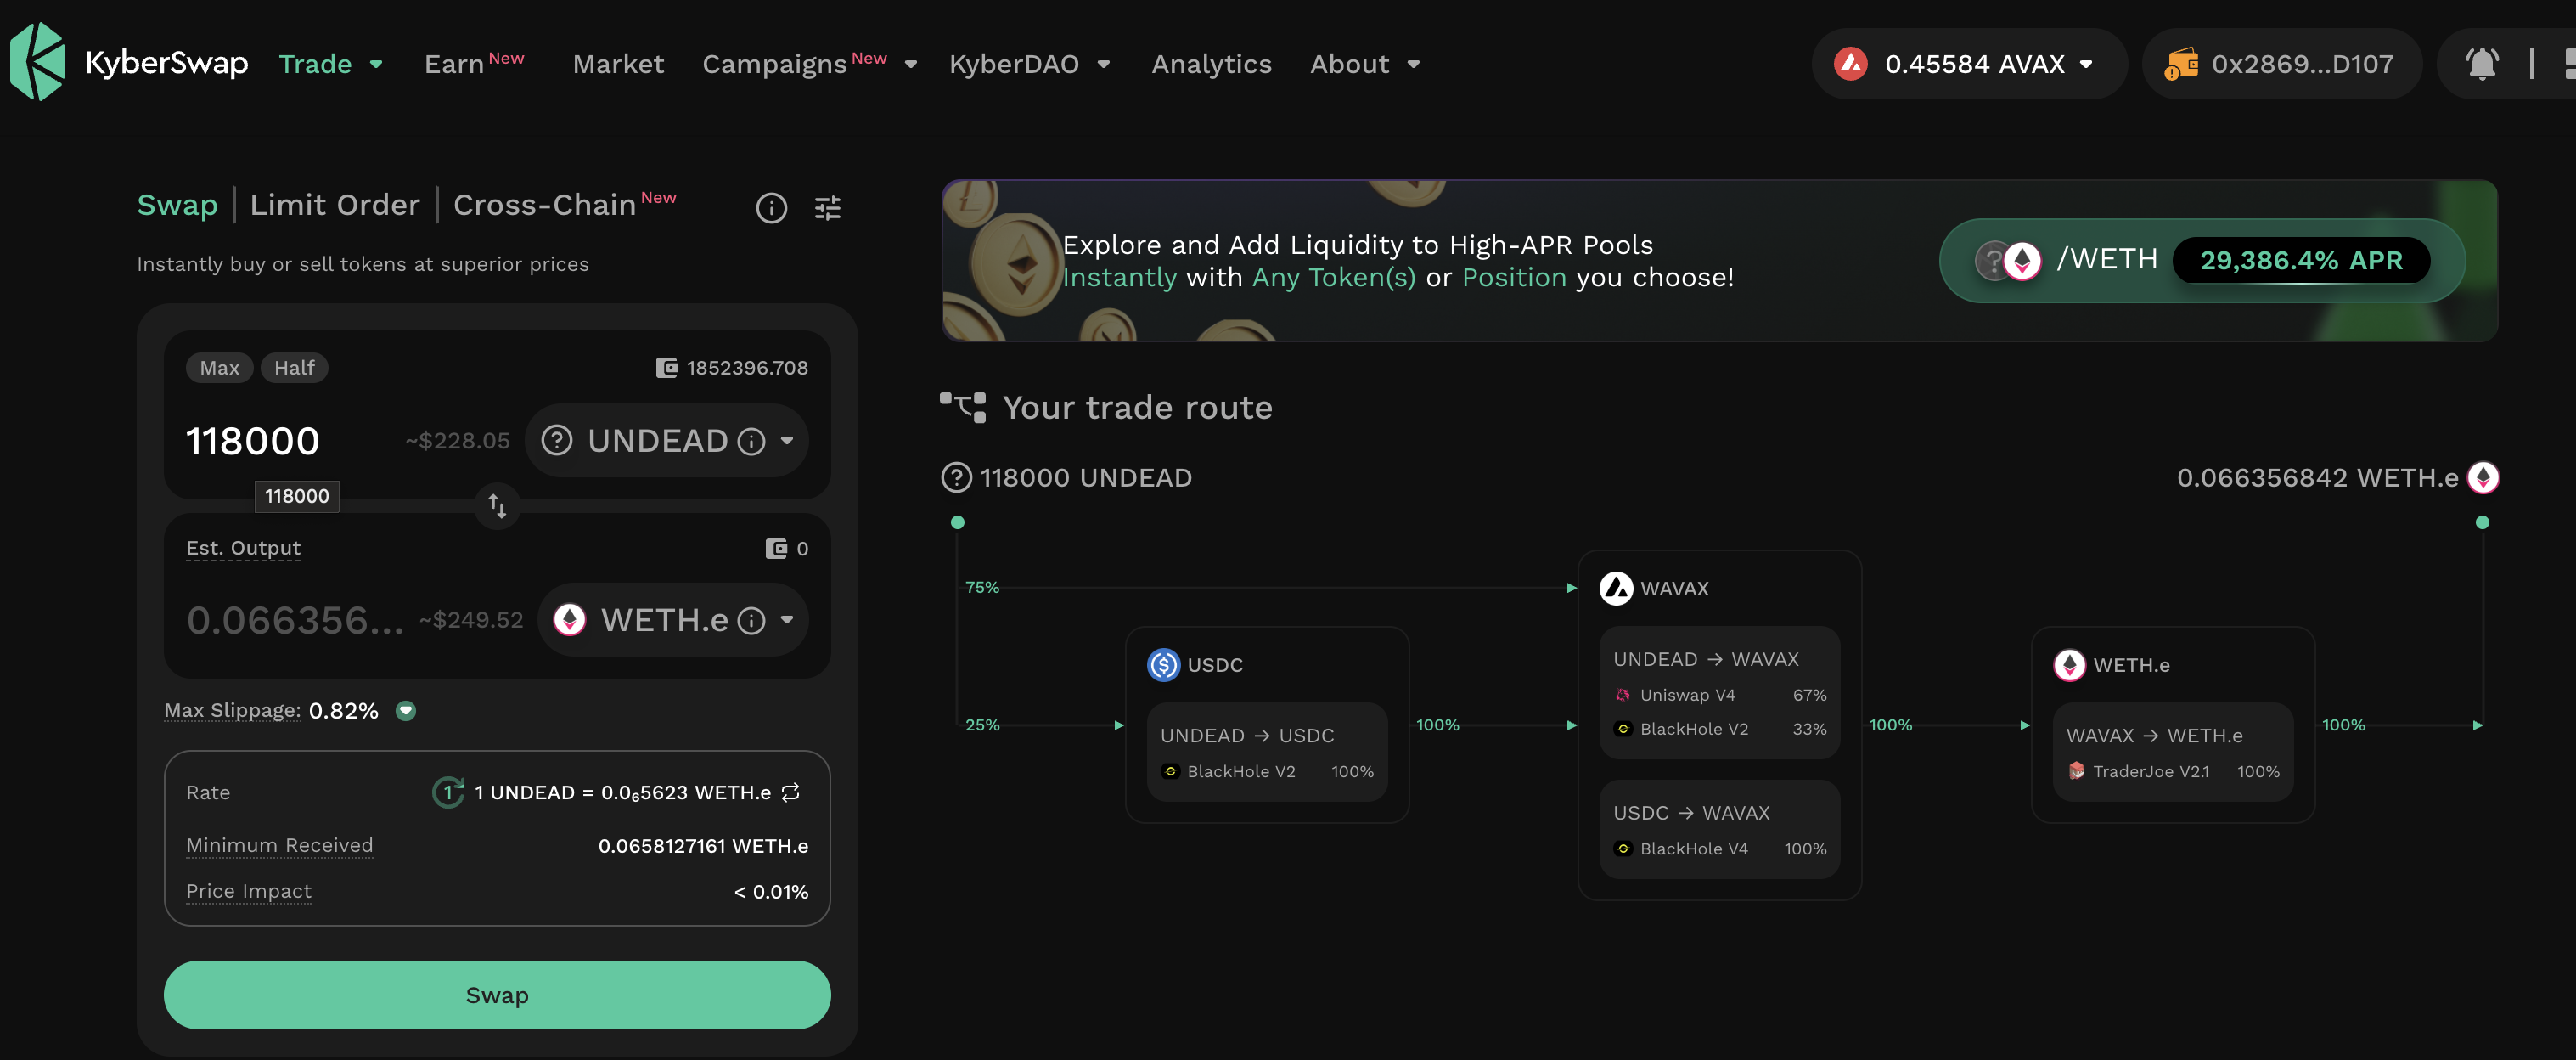 KyberSwap
Trade
Earn New
Market
Campaigns New
KyberDAO
Analytics
About
0.45584 AVAX
0x2869...D107
Swap | Limit Order | Cross-Chain New
Instantly buy or sell tokens at superior prices
Max Half 1852396.708
118000 ~$228.05 UNDEAD
118000
Est. Output 0
0.066356... ~$249.52 WETH.e
Max Slippage: 0.82%
Rate 1 1 UNDEAD = 0.0₆5623 WETH.e
Minimum Received 0.0658127161 WETH.e
Price Impact < 0.01%
Swap
Explore and Add Liquidity to High-APR Pools
Instantly with Any Token(s) or Position you choose!
/WETH 29,386.4% APR
Your trade route
118000 UNDEAD
0.066356842 WETH.e
75%
25%
USDC
UNDEAD → USDC
BlackHole V2 100%
100%
WAVAX
UNDEAD → WAVAX
Uniswap V4 67%
BlackHole V2 33%
USDC → WAVAX
BlackHole V4 100%
100%
WETH.e
WAVAX → WETH.e
TraderJoe V2.1 100%
100%